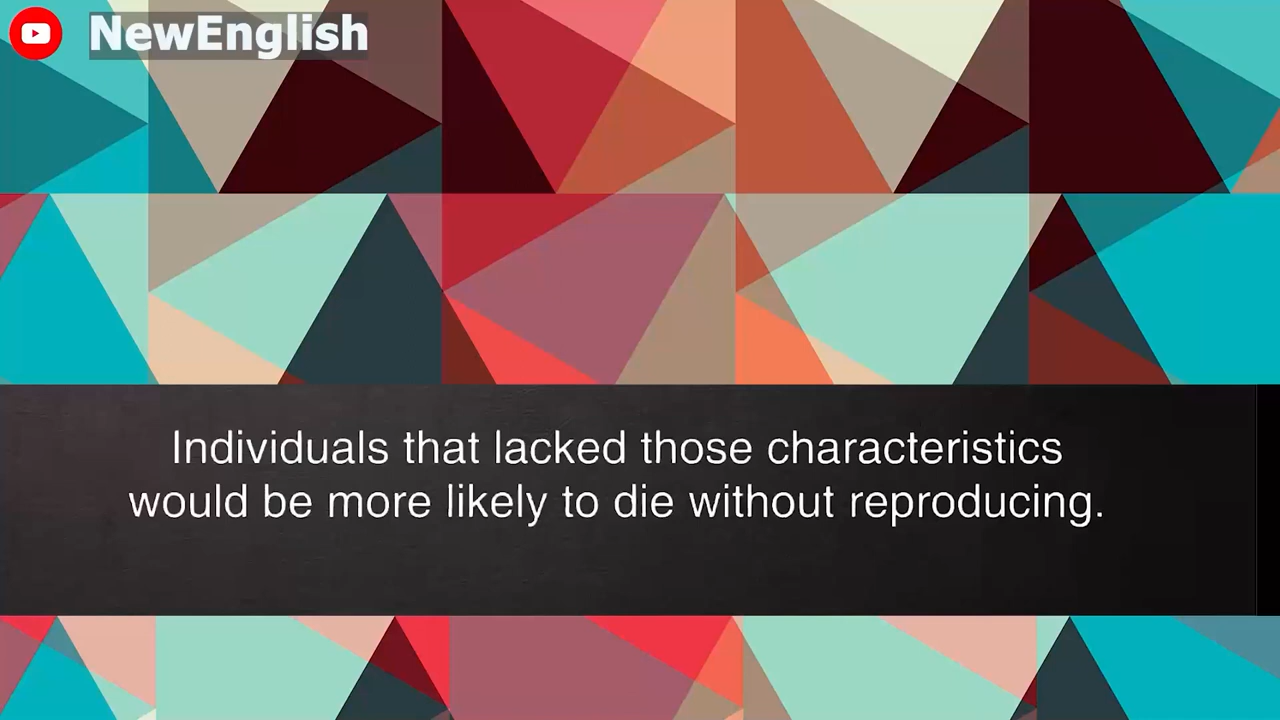 NewEnglish
Individuals that lacked those characteristics
would be more likely to die without reproducing.